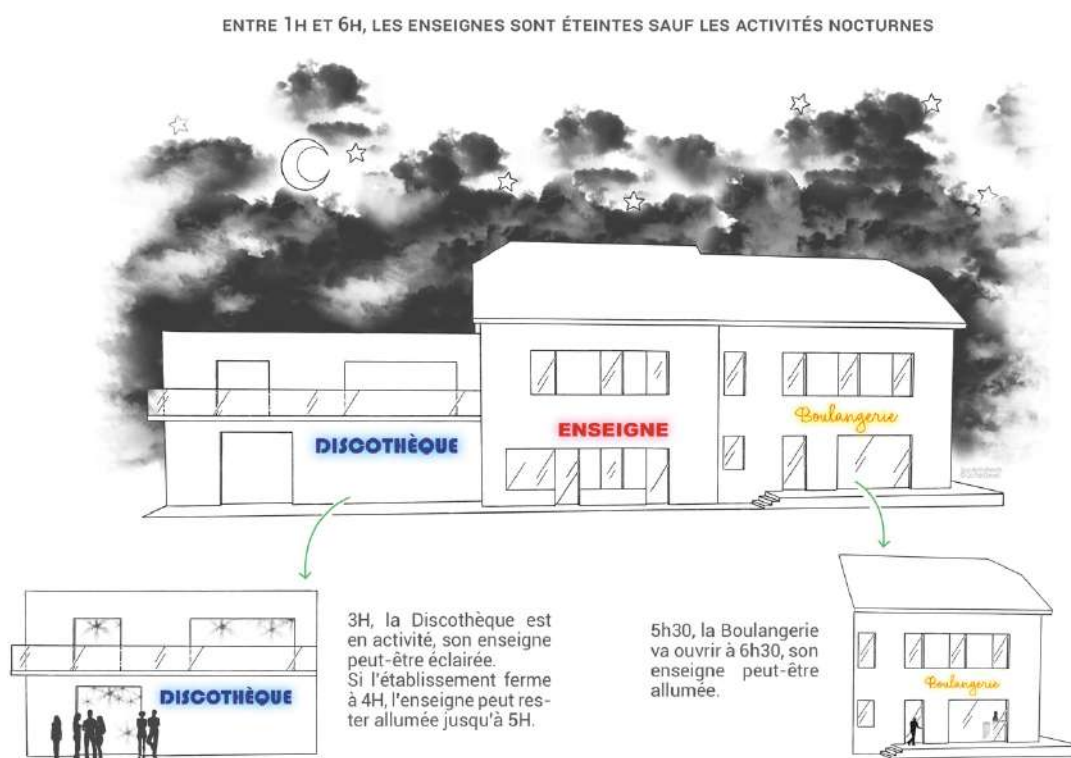 ENTRE 1H ET 6H, LES ENSEIGNES SONT ÉTEINTES SAUF LES ACTIVITÉS NOCTURNES
DISCOTHÈQUE
ENSEIGNE
Boulangerie
DISCOTHÈQUE
3H, la Discothèque est
en activité, son enseigne
peut-être éclairée.
Si l'établissement ferme
à 4H, l'enseigne peut res-
ter allumée jusqu'à 5H.
5h30, la Boulangerie
va ouvrir à 6h30, son
enseigne peut-être
allumée.
Boulangerie